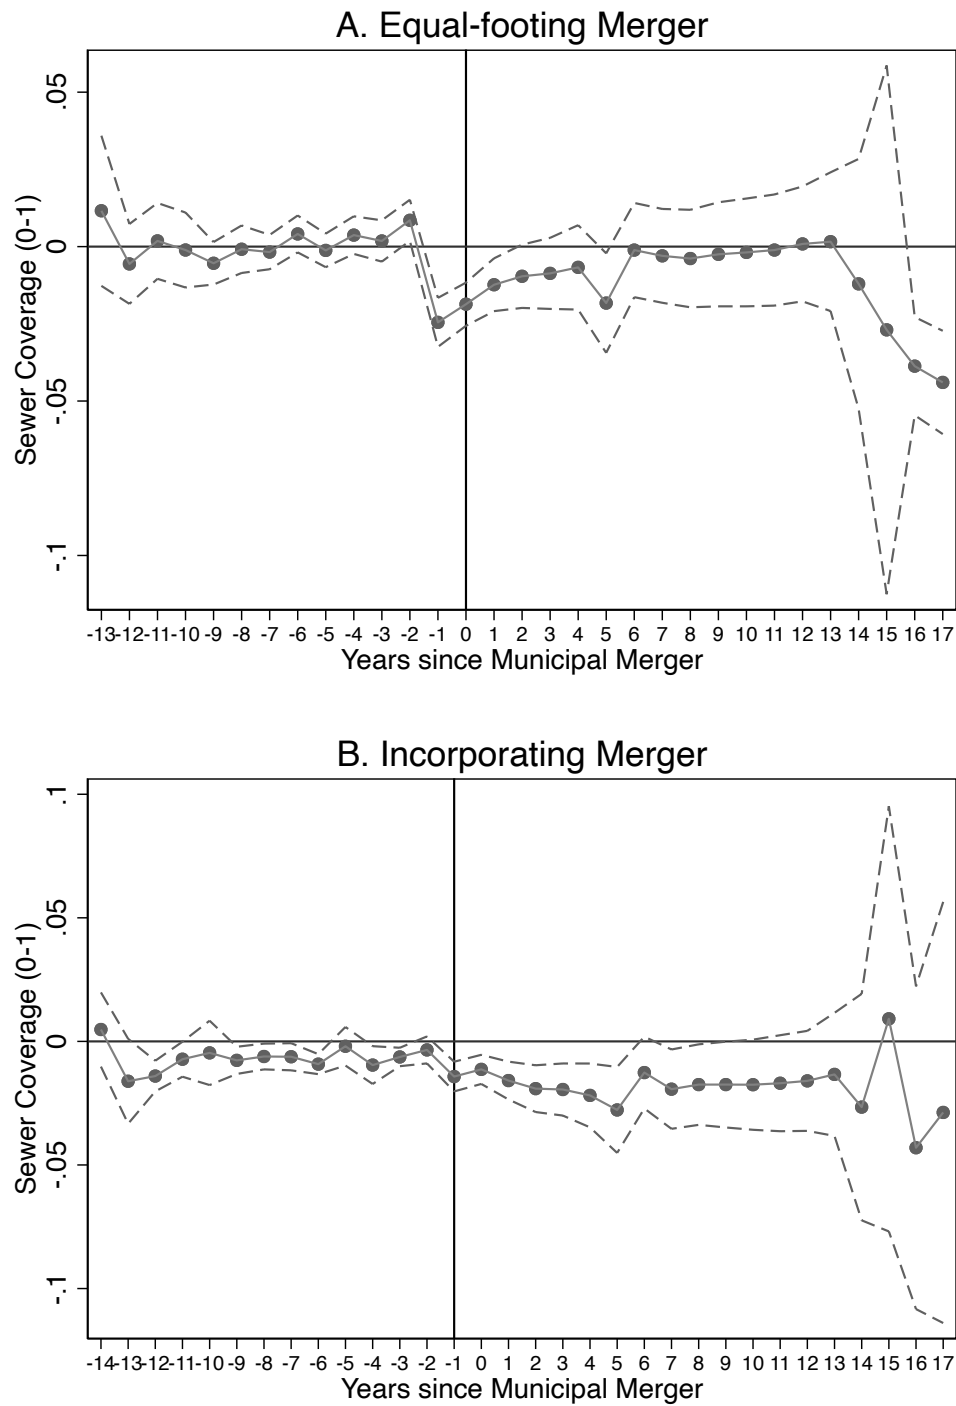 A. Equal-footing Merger
Sewer Coverage (0-1)
.05
0
-.05
-.1
-13 -12 -11 -10 -9 -8 -7 -6 -5 -4 -3 -2 -1 0 1 2 3 4 5 6 7 8 9 10 11 12 13 14 15 16 17
Years since Municipal Merger
B. Incorporating Merger
Sewer Coverage (0-1)
.1
.05
0
-.05
-.1
-14 -13 -12 -11 -10 -9 -8 -7 -6 -5 -4 -3 -2 -1 0 1 2 3 4 5 6 7 8 9 10 11 12 13 14 15 16 17
Years since Municipal Merger